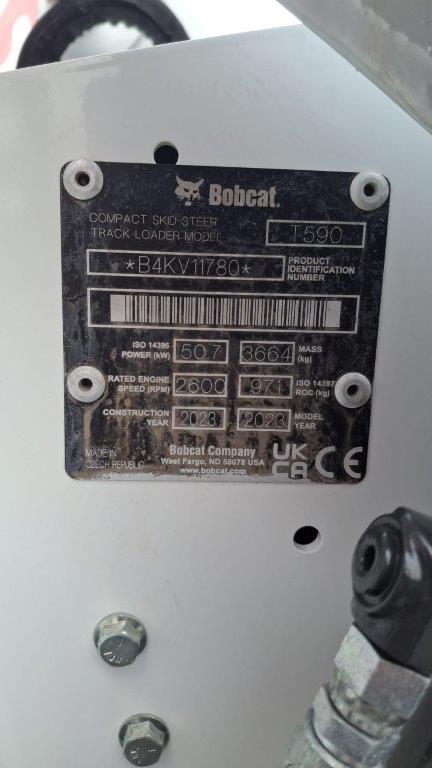 Bobcat.
COMPACT SKID STEER
TRACK LOADER MODEL T590
*B4KV11780* PRODUCT IDENTIFICATION NUMBER
ISO 14396 POWER (kW) 50.7 3664 MASS (kg)
RATED ENGINE SPEED (RPM) 2600 971 ISO 14397 ROC (kg)
CONSTRUCTION YEAR 2023 2023 MODEL YEAR
MADE IN
CZECH REPUBLIC
Bobcat Company
West Fargo, ND 58078 USA
www.bobcat.com
UK
CA CE